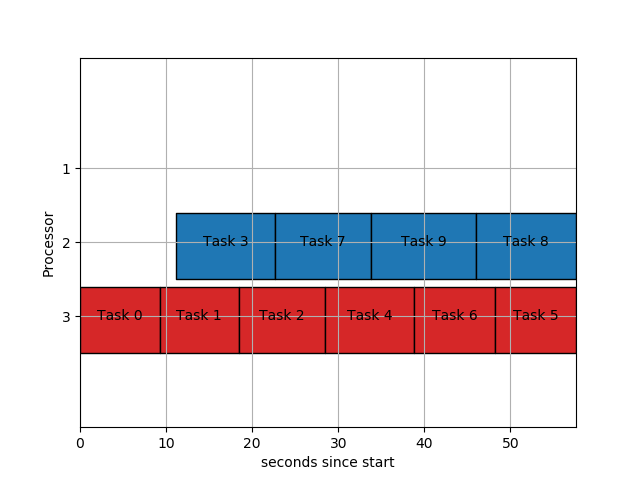 1
2
3
Processor
Task 3
Task 7
Task 9
Task 8
Task 0
Task 1
Task 2
Task 4
Task 6
Task 5
0 10 20 30 40 50
seconds since start